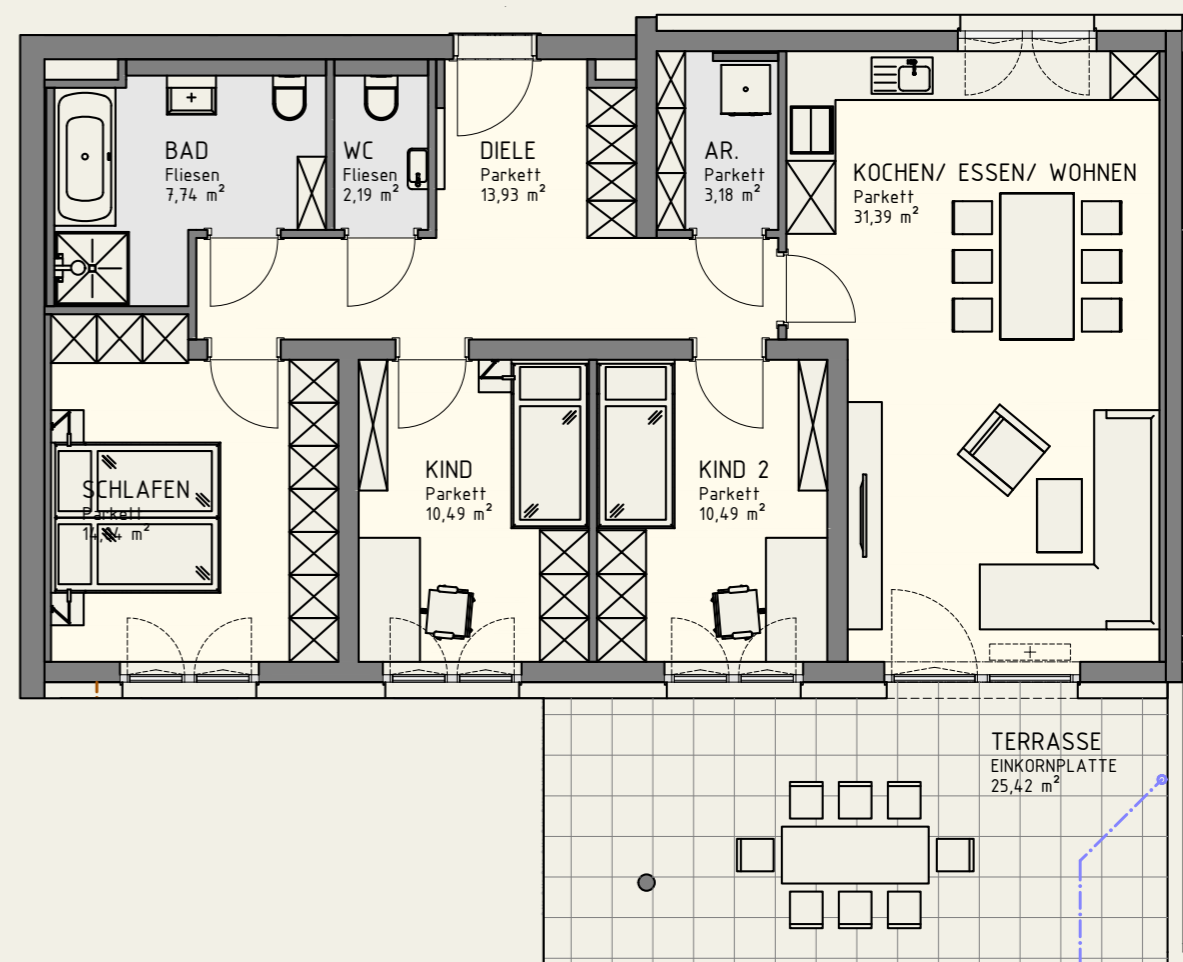 BAD
Fliesen
7,74 m²
WC
Fliesen
2,19 m²
DIELE
Parkett
13,93 m²
AR.
Parkett
3,18 m²
KOCHEN/ ESSEN/ WOHNEN
Parkett
31,39 m²
SCHLAFEN
Parkett
m²
KIND
Parkett
10,49 m²
KIND 2
Parkett
10,49 m²
TERRASSE
EINKORNPLATTE
25,42 m²